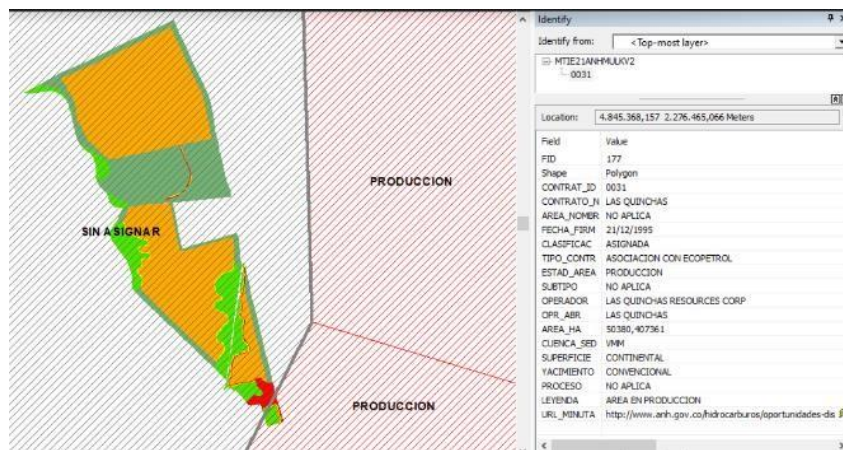 PRODUCCION
SIN ASIGNAR
PRODUCCION
Identify
Identify from: <Top-most layer>
MTIE21ANHMULKV2
0031
Location: 4.845.368,157 2.276.465,066 Meters
Field Value
FID 177
Shape Polygon
CONTRAT_ID 0031
CONTRATO_N LAS QUINCHAS
AREA_NOMBR NO APLICA
FECHA_FIRM 21/12/1995
CLASIFICAC ASIGNADA
TIPO_CONTR ASOCIACION CON ECOPETROL
ESTAD_AREA PRODUCCION
SUBTIPO NO APLICA
OPERADOR LAS QUINCHAS RESOURCES CORP
OPR_ABR LAS QUINCHAS
AREA_HA 50380,407361
CUENCA_SED VMM
SUPERFICIE CONTINENTAL
YACIMIENTO CONVENCIONAL
PROCESO NO APLICA
LEYENDA AREA EN PRODUCCION
URL_MINUTA http://www.anh.gov.co/hidrocarburos/oportunidades-dis